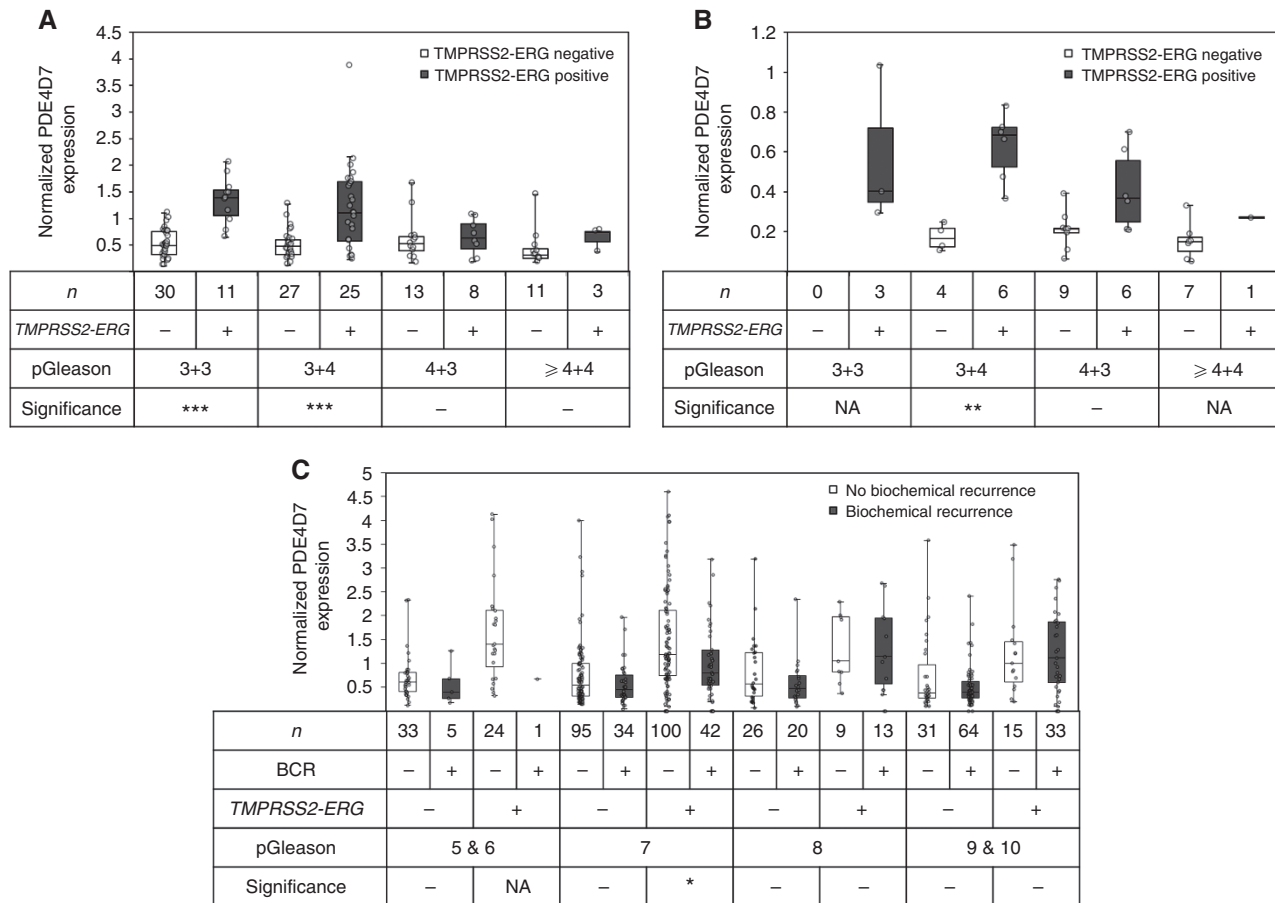 A
Normalized PDE4D7
expression
4.5
4
3.5
3
2.5
2
1.5
1
0.5
TMPRSS2-ERG negative
TMPRSS2-ERG positive
n 30 11 27 25 13 8 11 3
TMPRSS2-ERG – + – + – + – +
pGleason 3+3 3+4 4+3 ⩾ 4+4
Significance *** *** – –
B
Normalized PDE4D7
expression
1.2
1
0.8
0.6
0.4
0.2
TMPRSS2-ERG negative
TMPRSS2-ERG positive
n 0 3 4 6 9 6 7 1
TMPRSS2-ERG – + – + – + – +
pGleason 3+3 3+4 4+3 ⩾ 4+4
Significance NA ** – NA
C
Normalized PDE4D7
expression
5
4.5
4
3.5
3
2.5
2
1.5
1
0.5
No biochemical recurrence
Biochemical recurrence
n 33 5 24 1 95 34 100 42 26 20 9 13 31 64 15 33
BCR – + – + – + – + – + – + – + – +
TMPRSS2-ERG – + – + – + – +
pGleason 5 & 6 7 8 9 & 10
Significance – NA – * – – – –